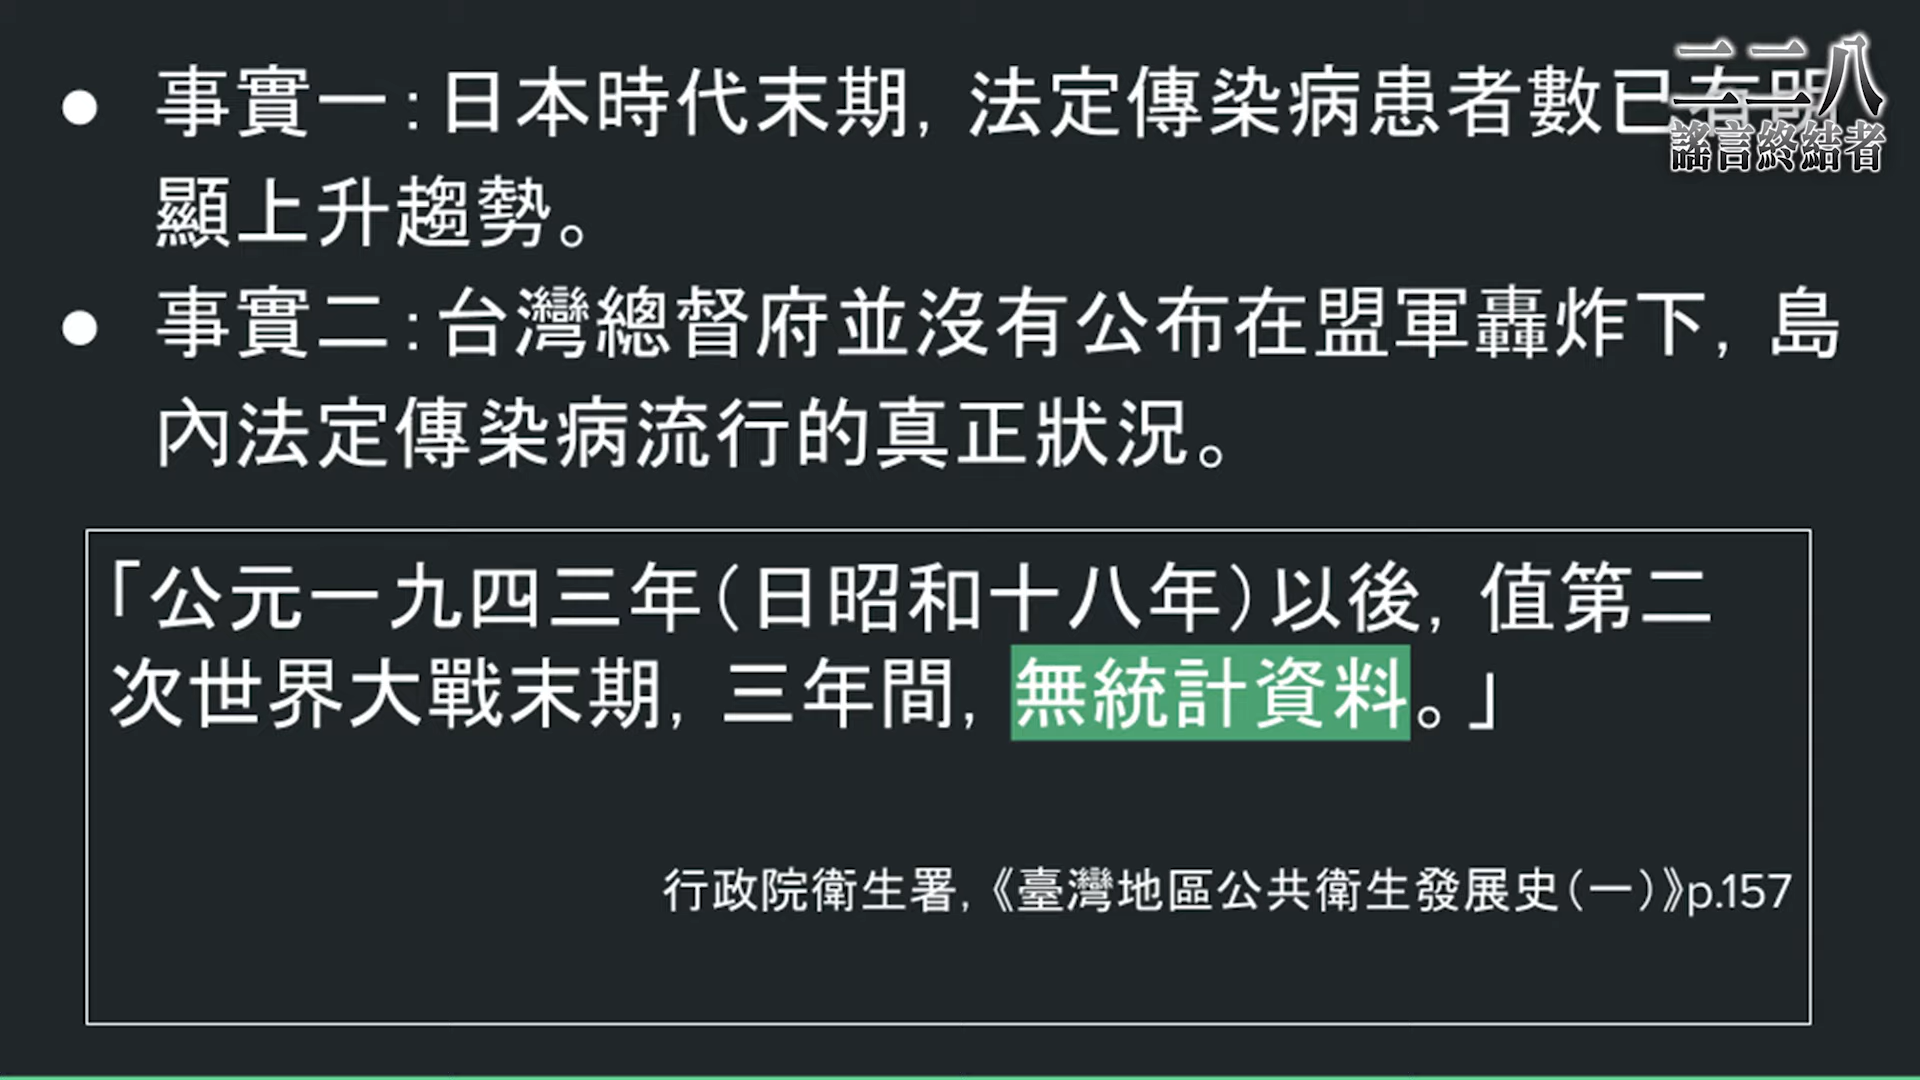 ● 事實一：日本時代末期，法定傳染病患者數已有明
顯上升趨勢。
● 事實二：台灣總督府並沒有公布在盟軍轟炸下，島
內法定傳染病流行的真正狀況。
「公元一九四三年（日昭和十八年）以後，值第二
次世界大戰末期，三年間，無統計資料。」
行政院衛生署，《臺灣地區公共衛生發展史（一）》p.157
二二八
謠言終結者